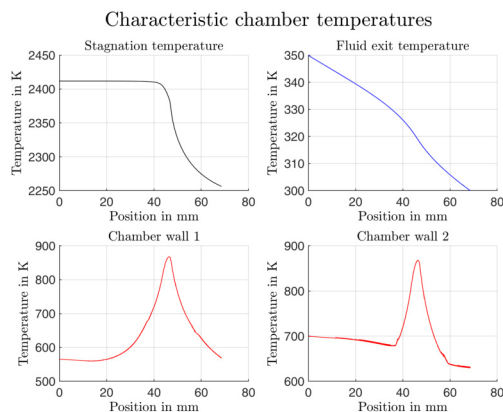 Characteristic chamber temperatures
Stagnation temperature
Temperature in K
2450
2400
2350
2300
2250
0 20 40 60 80
Position in mm
Fluid exit temperature
Temperature in K
350
340
330
320
310
300
0 20 40 60 80
Position in mm
Chamber wall 1
Temperature in K
900
800
700
600
500
0 20 40 60 80
Position in mm
Chamber wall 2
Temperature in K
900
800
700
600
0 20 40 60 80
Position in mm